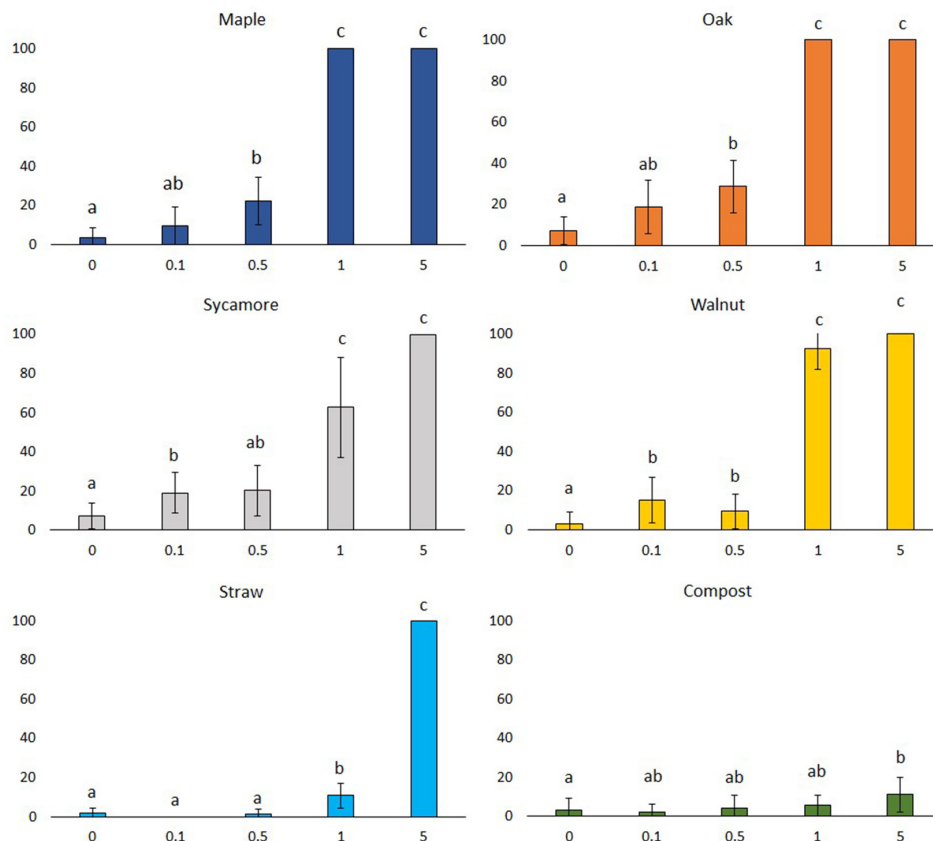 Maple
c c
100
80
60
40
20
0
a ab b
0 0.1 0.5 1 5
Oak
c c
100
80
60
40
20
0
a ab b
0 0.1 0.5 1 5
Sycamore
c c
100
80
60
40
20
0
a b ab
0 0.1 0.5 1 5
Walnut
c c
100
80
60
40
20
0
a b b
0 0.1 0.5 1 5
Straw
c
100
80
60
40
20
0
a a a b
0 0.1 0.5 1 5
Compost
100
80
60
40
20
0
a ab ab ab b
0 0.1 0.5 1 5